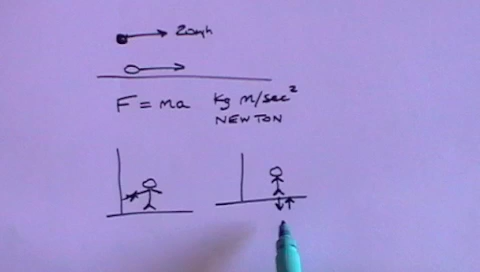 20mph
F = ma kg m/sec²
NEWTON